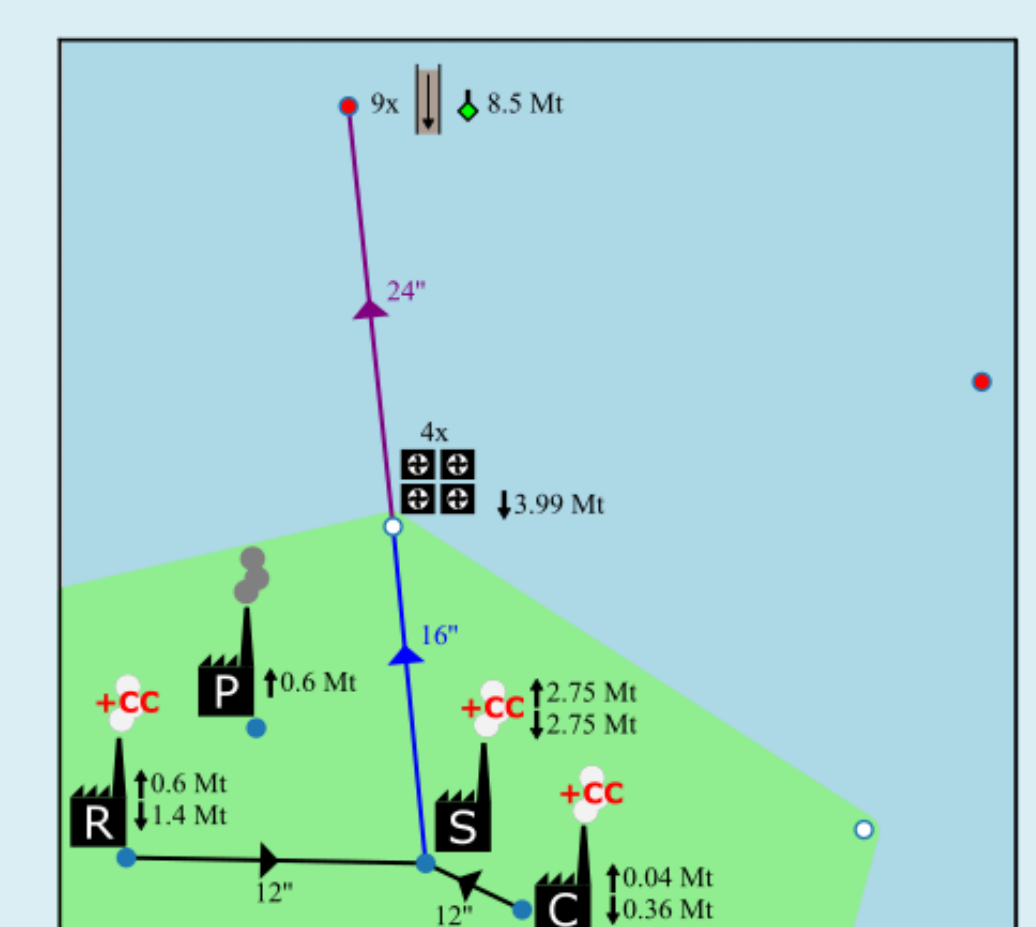 9x 8.5 Mt
24"
4x
3.99 Mt
16"
P 0.6 Mt
+CC
+CC 2.75 Mt
2.75 Mt
R 0.6 Mt
1.4 Mt
S
+CC
12"
12"
C 0.04 Mt
0.36 Mt